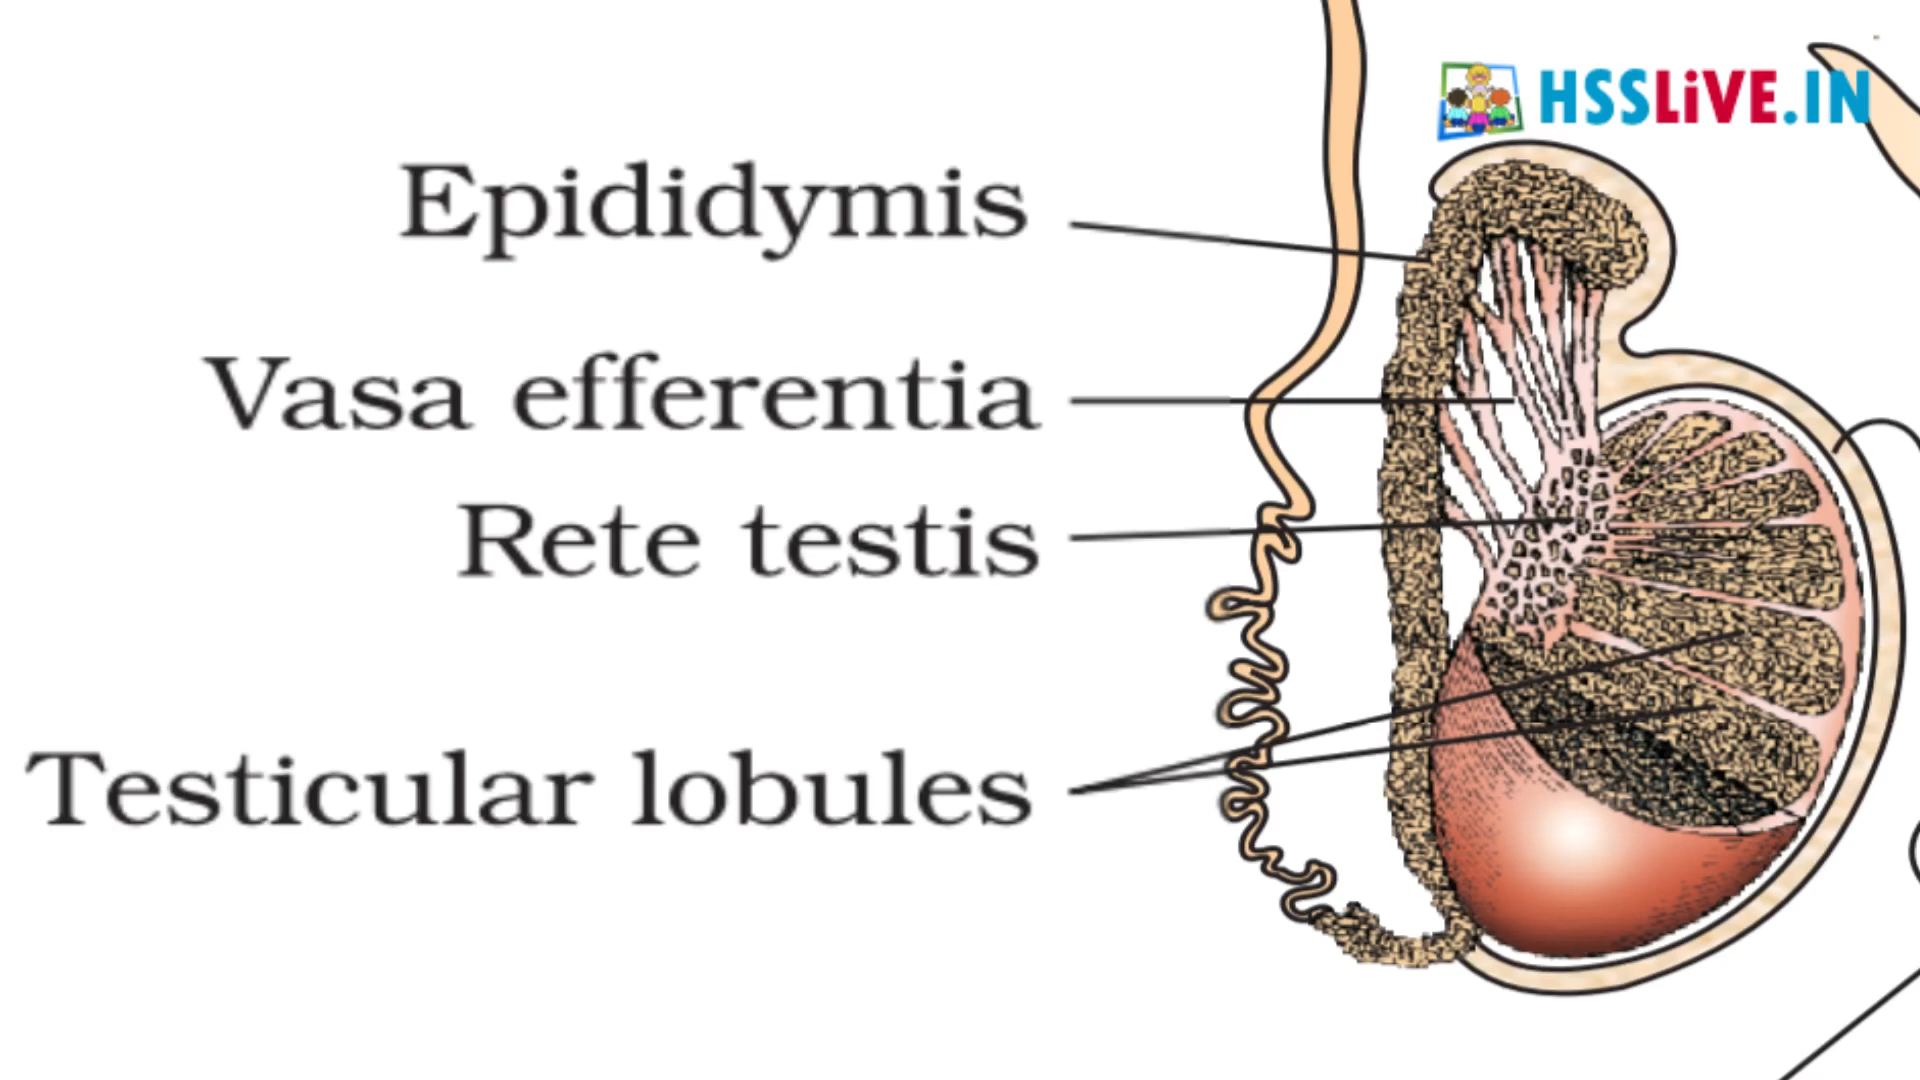 HSSLiVE.IN
Epididymis
Vasa efferentia
Rete testis
Testicular lobules